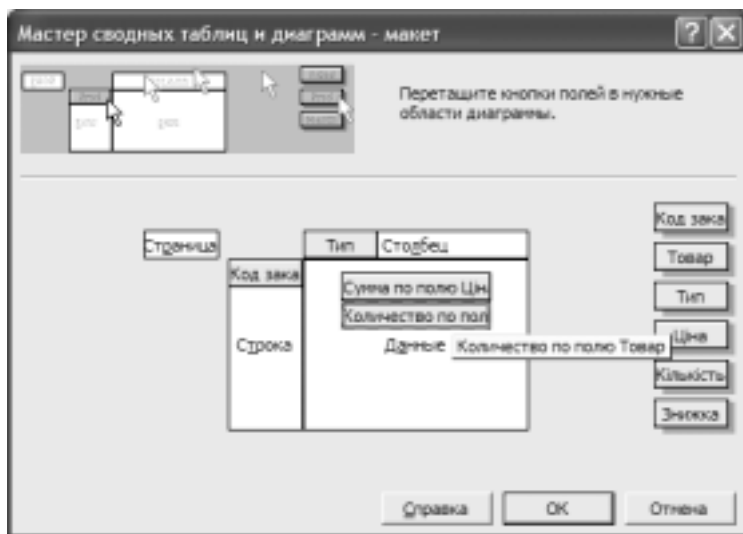 Мастер сводных таблиц и диаграмм - макет
Перетащите кнопки полей в нужные
области диаграммы.
Страница
Тип
Столбец
Код зака
Сумма по полю Цін
Количество по пол
Строка
Данные
Количество по полю Товар
Код зака
Товар
Тип
Ціна
Кількість
Знижка
Справка
ОК
Отмена